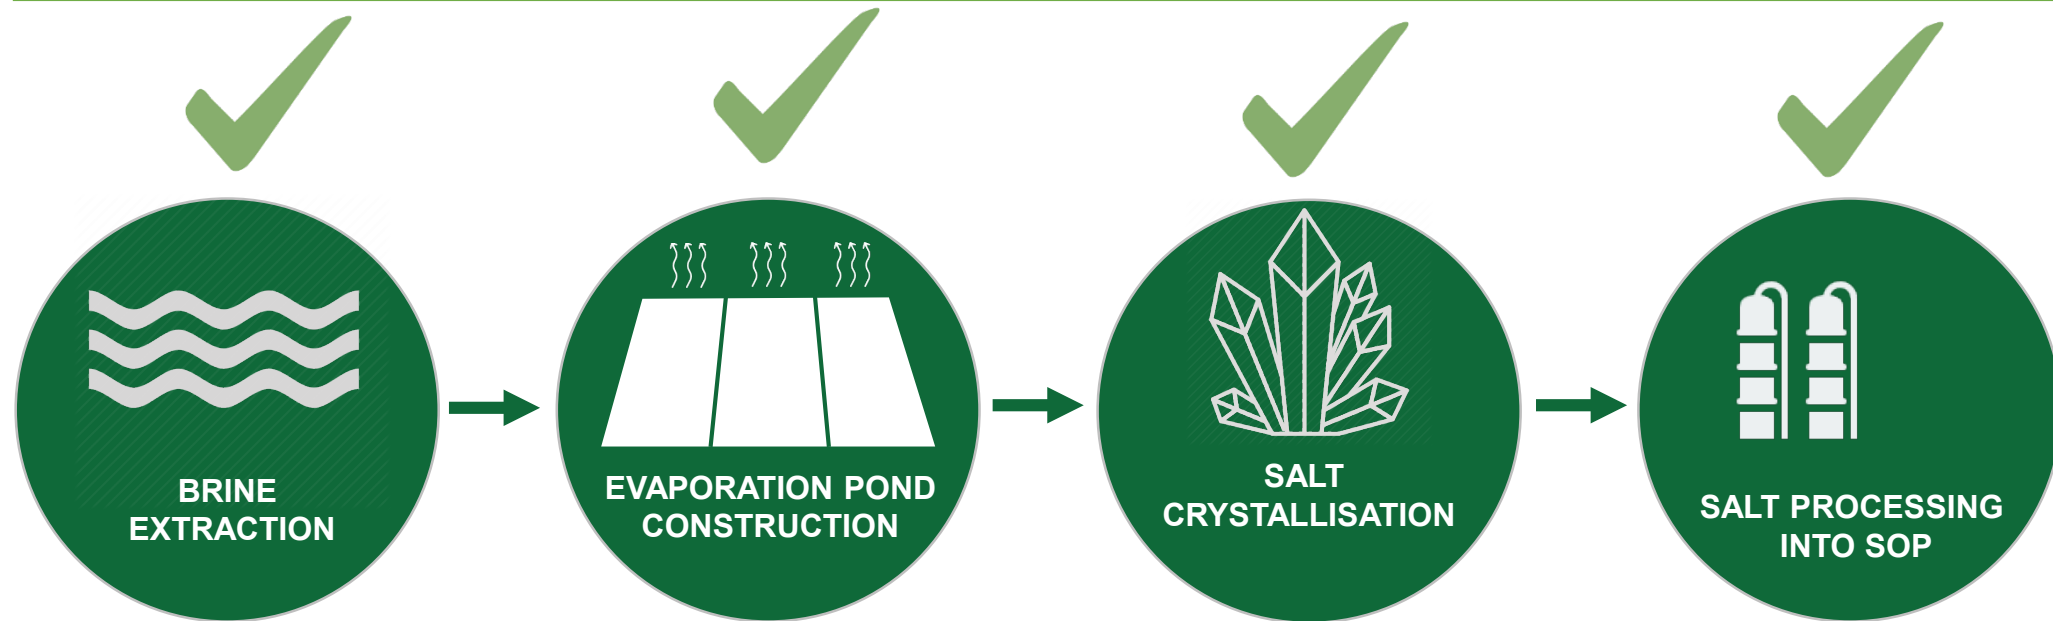 BRINE
EXTRACTION
EVAPORATION POND
CONSTRUCTION
SALT
CRYSTALLISATION
SALT PROCESSING
INTO SOP